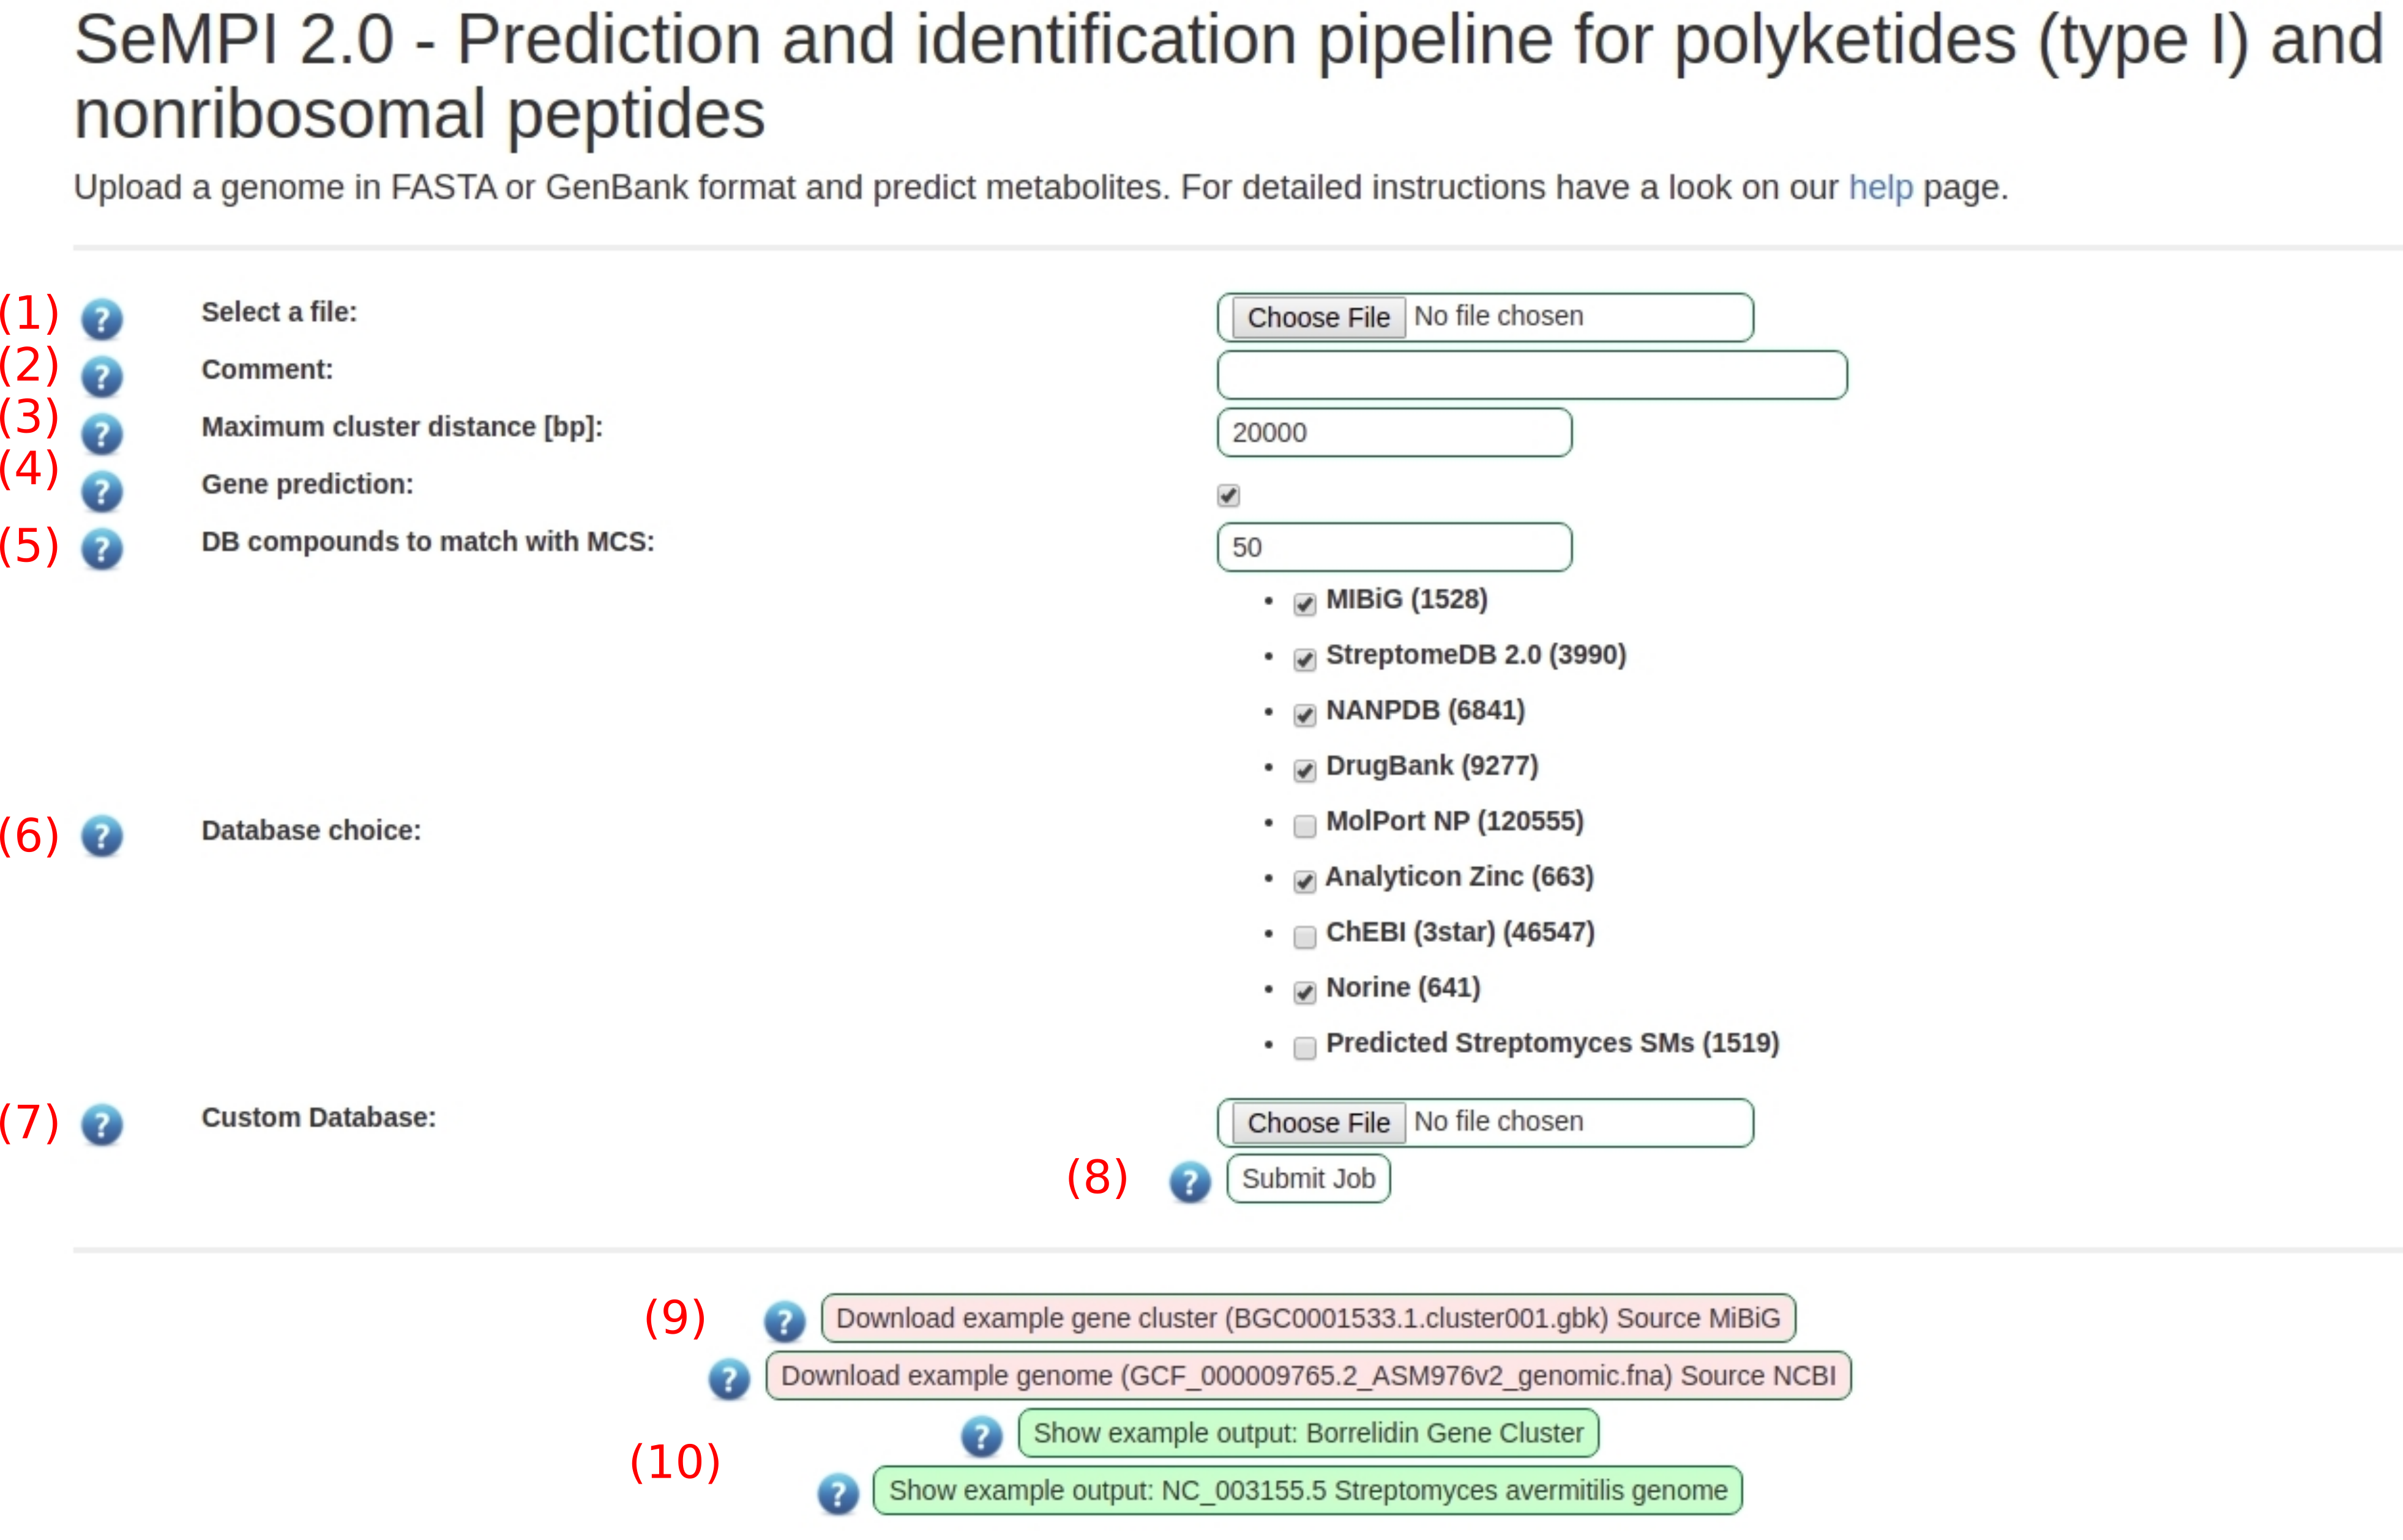 SeMPI 2.0 - Prediction and identification pipeline for polyketides (type I) and
nonribosomal peptides
Upload a genome in FASTA or GenBank format and predict metabolites. For detailed instructions have a look on our help page.
(1) ? Select a file: Choose File No file chosen
(2) ? Comment:
(3) ? Maximum cluster distance [bp]: 20000
(4) ? Gene prediction:
(5) ? DB compounds to match with MCS: 50
• MIBiG (1528)
• StreptomeDB 2.0 (3990)
• NANPDB (6841)
• DrugBank (9277)
(6) ? Database choice: • MolPort NP (120555)
• Analyticon Zinc (663)
• ChEBI (3star) (46547)
• Norine (641)
• Predicted Streptomyces SMs (1519)
(7) ? Custom Database: Choose File No file chosen
(8) ? Submit Job
(9) ? Download example gene cluster (BGC0001533.1.cluster001.gbk) Source MiBiG
? Download example genome (GCF_000009765.2_ASM976v2_genomic.fna) Source NCBI
? Show example output: Borrelidin Gene Cluster
(10) ? Show example output: NC_003155.5 Streptomyces avermitilis genome